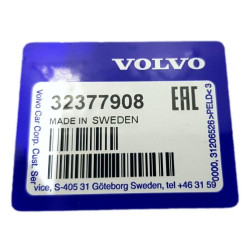 VOLVO
32377908
EAC
MADE IN SWEDEN
Volvo Car Corp. Cust. Ser
vice, S-405 31 Göteborg Sweden, tel +46 31 59
0000, 31206526 >PELD<3